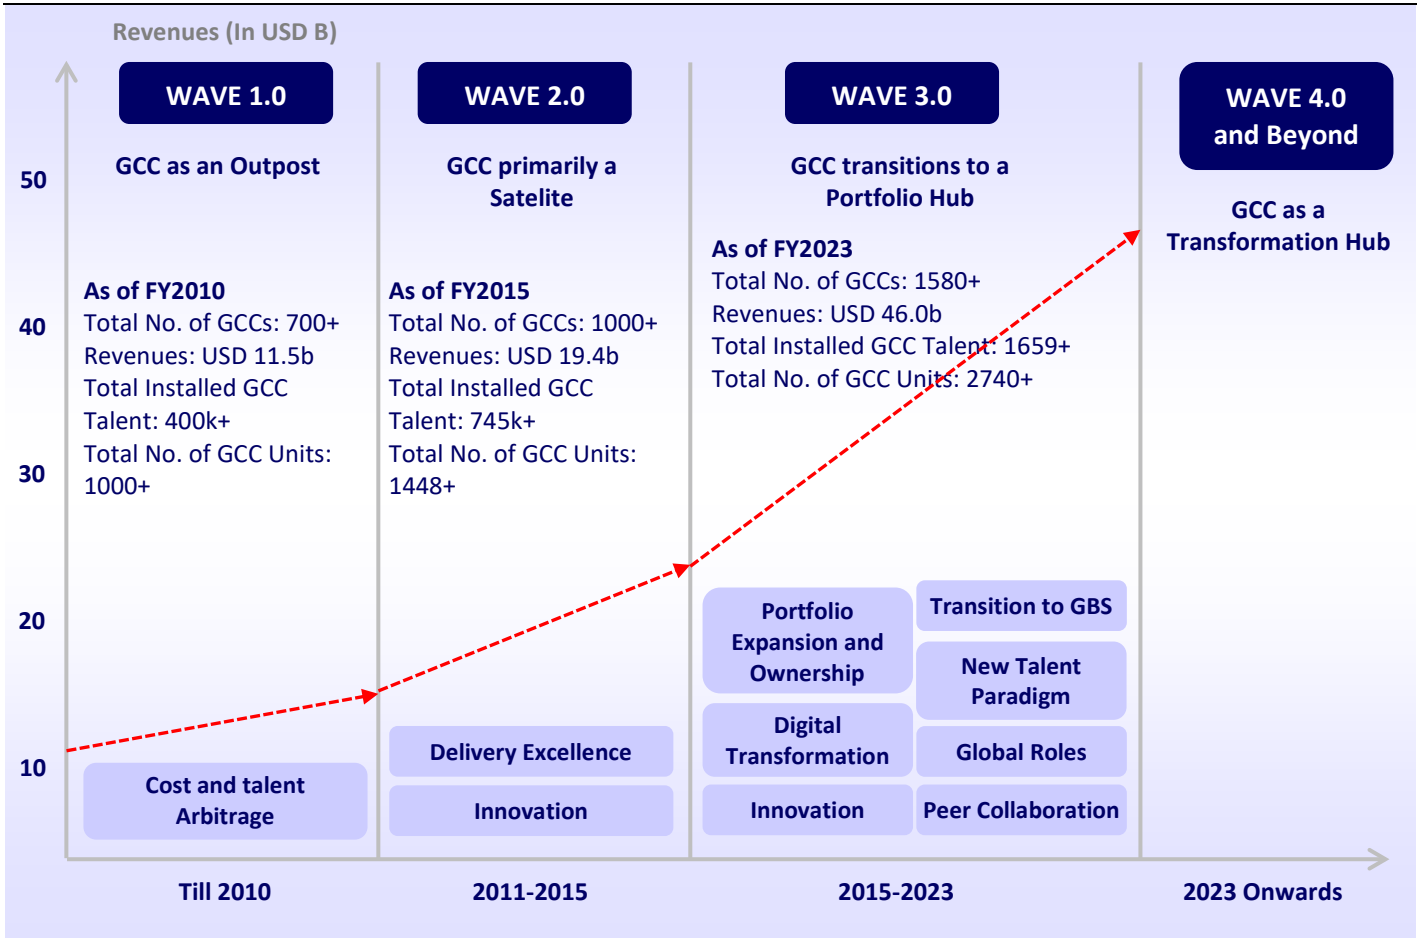 Revenues (In USD B)
50
40
30
20
10
WAVE 1.0
GCC as an Outpost
As of FY2010
Total No. of GCCs: 700+
Revenues: USD 11.5b
Total Installed GCC
Talent: 400k+
Total No. of GCC Units:
1000+
Cost and talent
Arbitrage
Till 2010
WAVE 2.0
GCC primarily a
Satelite
As of FY2015
Total No. of GCCs: 1000+
Revenues: USD 19.4b
Total Installed GCC
Talent: 745k+
Total No. of GCC Units:
1448+
Delivery Excellence
Innovation
2011-2015
WAVE 3.0
GCC transitions to a
Portfolio Hub
As of FY2023
Total No. of GCCs: 1580+
Revenues: USD 46.0b
Total Installed GCC Talent: 1659+
Total No. of GCC Units: 2740+
Portfolio
Expansion and
Ownership
Digital
Transformation
Innovation
Transition to GBS
New Talent
Paradigm
Global Roles
Peer Collaboration
2015-2023
WAVE 4.0
and Beyond
GCC as a
Transformation Hub
2023 Onwards